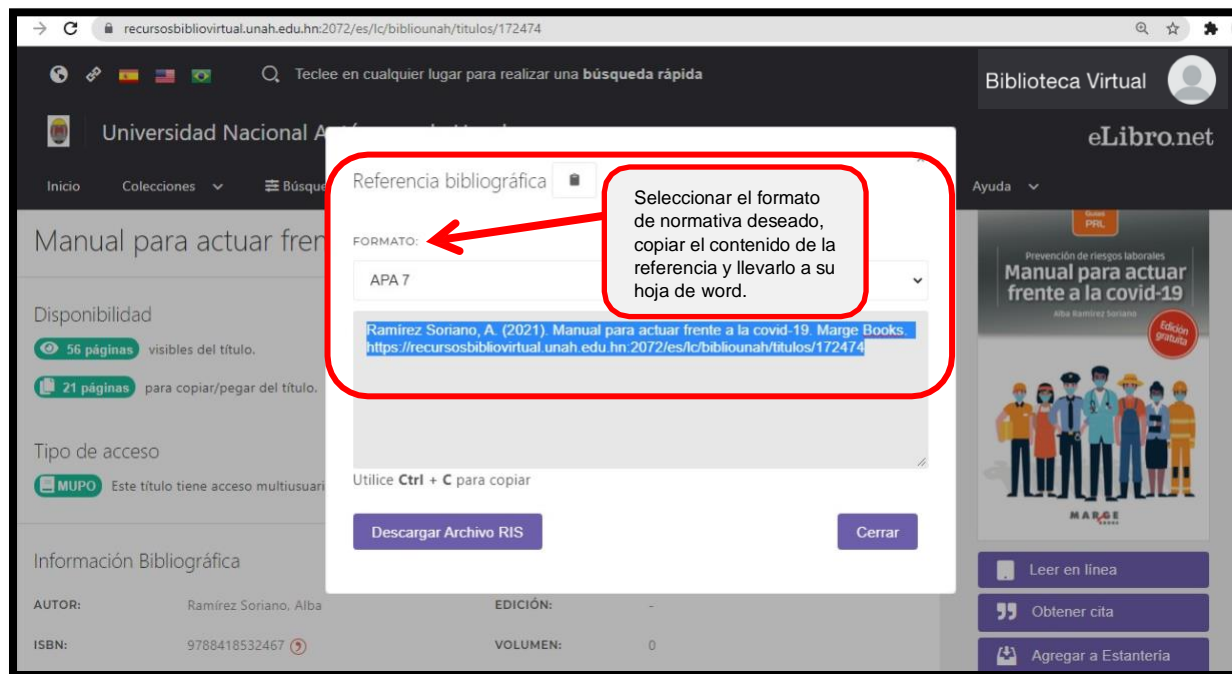 recursosbibliovirtual.unah.edu.hn:2072/es/lc/bibliounah/titulos/172474
Teclee en cualquier lugar para realizar una búsqueda rápida
Biblioteca Virtual
Universidad Nacional A
eLibro.net
Inicio
Colecciones
Búsque
Ayuda
Referencia bibliográfica
Seleccionar el formato
de normativa deseado,
copiar el contenido de la
referencia y llevarlo a su
hoja de word.
FORMATO:
APA 7
Ramírez Soriano, A. (2021). Manual para actuar frente a la covid-19. Marge Books.
https://recursosbibliovirtual.unah.edu.hn:2072/es/lc/bibliounah/titulos/172474
Utilice Ctrl + C para copiar
Descargar Archivo RIS
Cerrar
Manual para actuar fren
Disponibilidad
56 páginas visibles del título.
21 páginas para copiar/pegar del título.
Tipo de acceso
MUPO Este título tiene acceso multiusuari
Información Bibliográfica
AUTOR: Ramírez Soriano, Alba
EDICIÓN: -
ISBN: 9788418532467
VOLUMEN: 0
Guías
PRL
Prevención de riesgos laborales
Manual para actuar
frente a la covid-19
Alba Ramírez Soriano
Edición
gratuita
MARGE
Leer en línea
Obtener cita
Agregar a Estantería